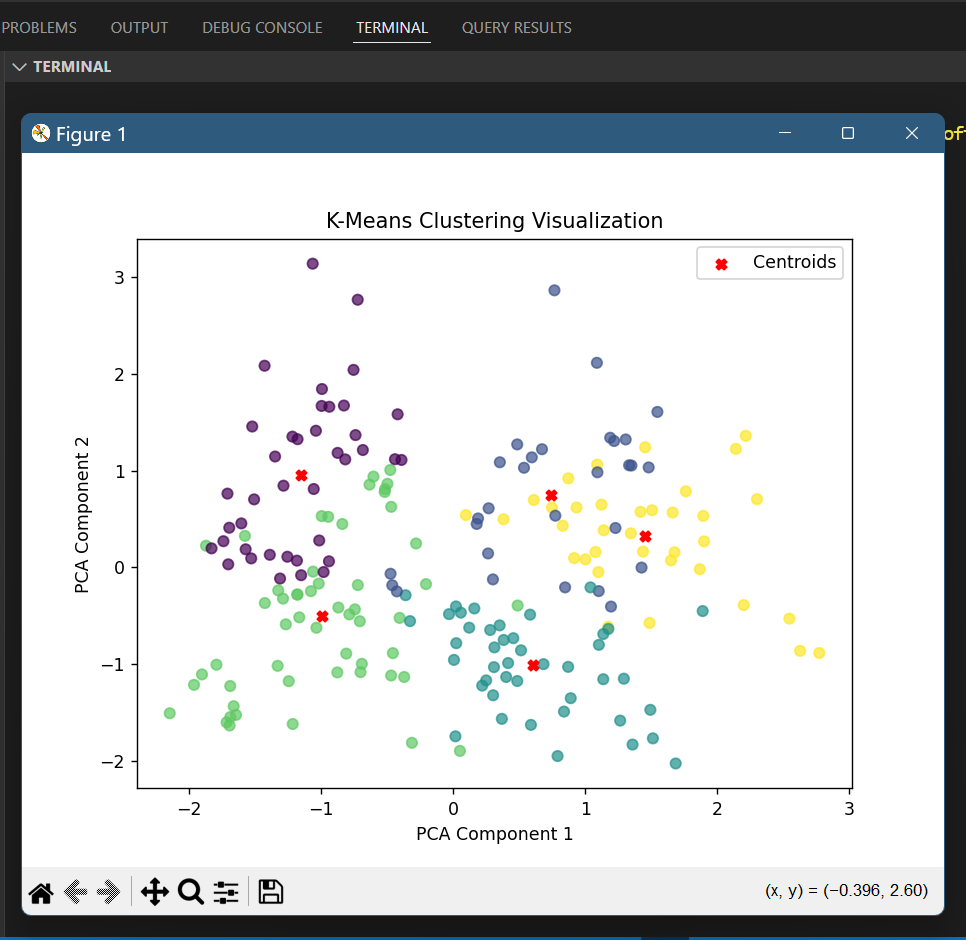 PROBLEMS OUTPUT DEBUG CONSOLE TERMINAL QUERY RESULTS
TERMINAL
Figure 1
K-Means Clustering Visualization
Centroids
3
2
1
0
−1
−2
PCA Component 2
−2 −1 0 1 2 3
PCA Component 1
(x, y) = (−0.396, 2.60)